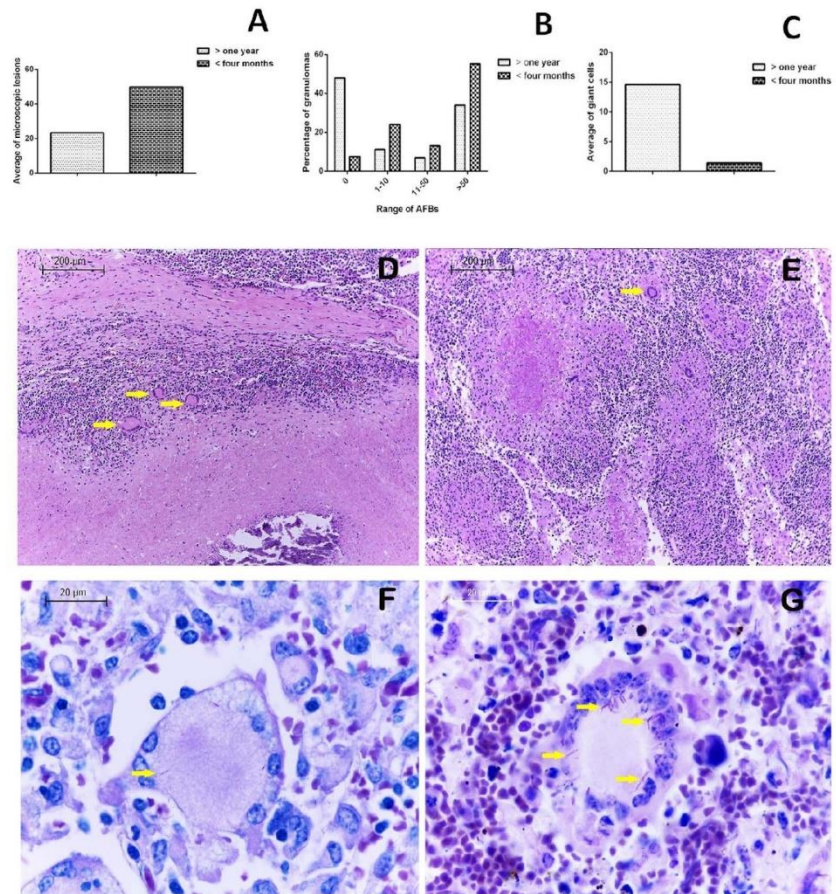 A
> one year
< four months
Average of microscopic lesions
60
40
20
0
B
> one year
< four months
Percentage of granulomas
60
40
20
0
0
1-10
11-50
>50
Range of AFBs
C
> one year
< four months
Average of giant cells
20
15
10
5
0
D
200 µm
E
200 µm
F
20 µm
G
20 µm